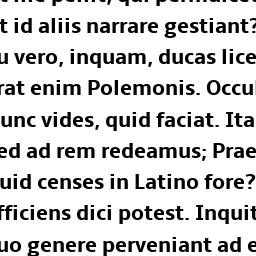 t id aliis narrare gestiant?
u vero, inquam, ducas lice
rat enim Polemonis. Occul
unc vides, quid faciat. Ita
ed ad rem redeamus; Prae
uid censes in Latino fore?
fficiens dici potest. Inquit
uo genere perveniant ad e